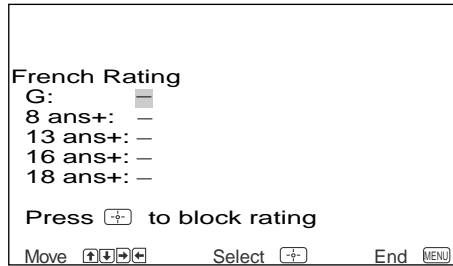 French Rating
G: –
8 ans+: –
13 ans+: –
16 ans+: –
18 ans+: –
Press to block rating
Move Select End MENU